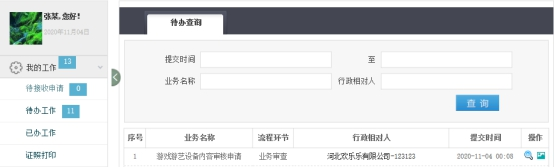 张某,您好!
2020年11月04日
我的工作 13
待接收申请 0
待办工作 11
已办工作
证照打印
待办查询
提交时间 至
业务名称 行政相对人
查 询
序号 业务名称 流程环节 行政相对人 提交时间 操作
1 游戏游艺设备内容审核申请 业务审查 河北欢乐乐有限公司-123123 2020-11-04 00:08